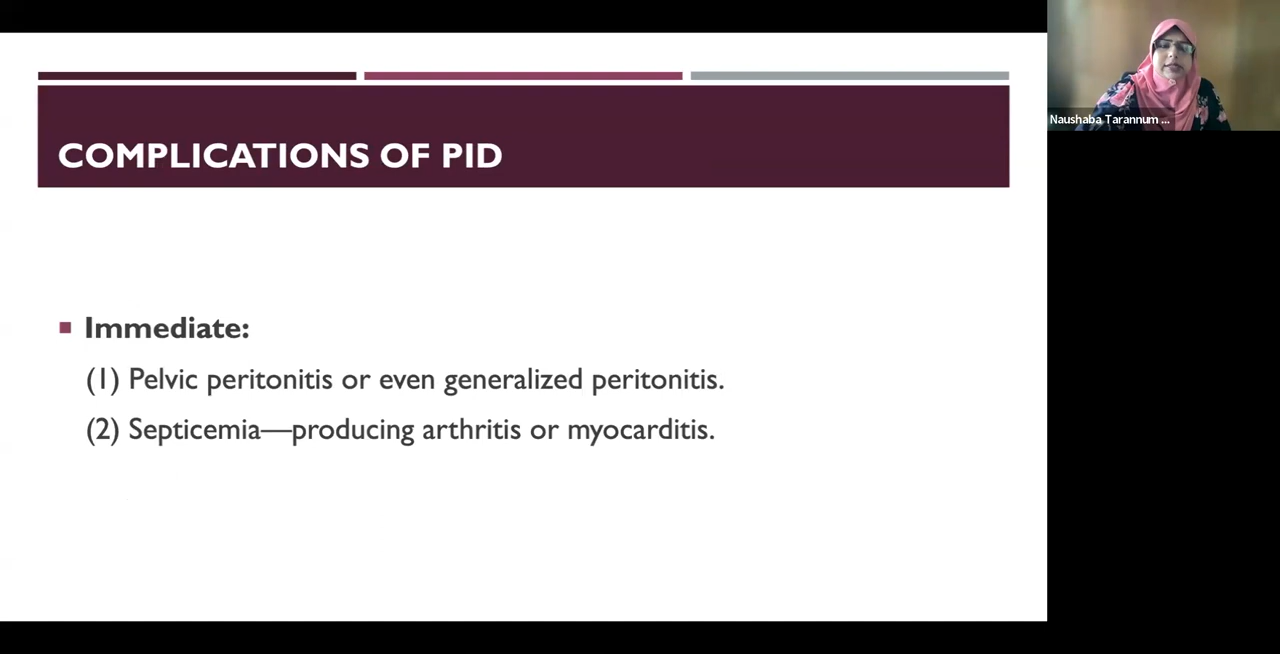 COMPLICATIONS OF PID
Immediate:
(1) Pelvic peritonitis or even generalized peritonitis.
(2) Septicemia—producing arthritis or myocarditis.
Naushaba Tarannum ...